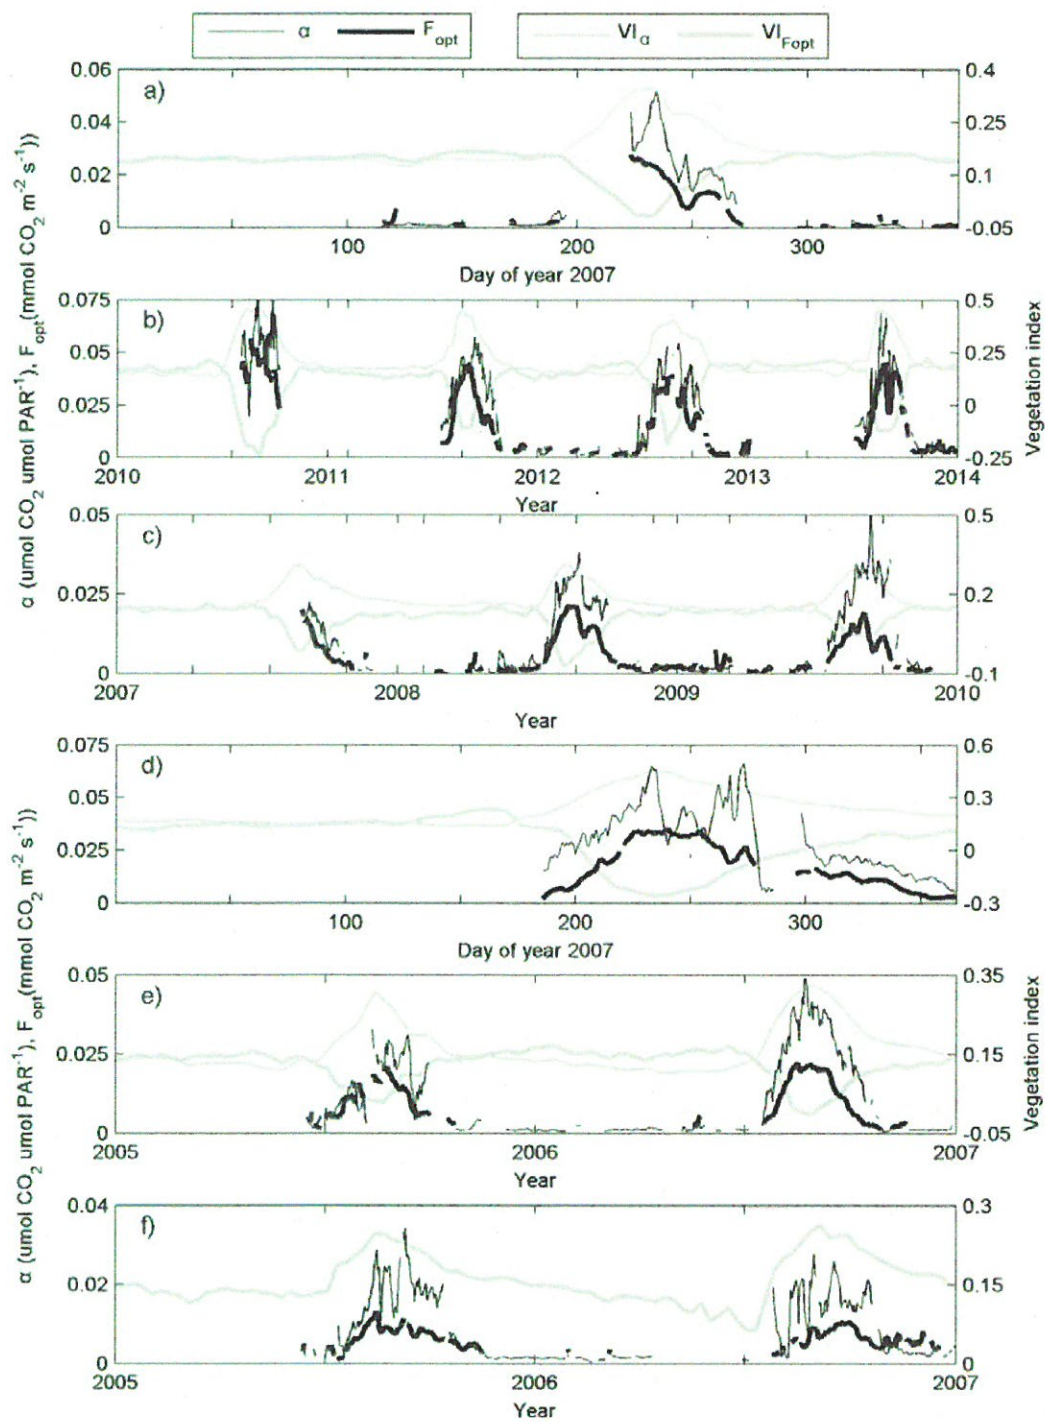 α F_opt VI_α VI_Fopt
a)
0.06
0.04
0.02
0
0.4
0.25
0.1
-0.05
100 200 300
Day of year 2007
b)
0.075
0.05
0.025
0
0.5
0.25
0
-0.25
2010 2011 2012 2013 2014
Year
c)
0.05
0.025
0
0.5
0.2
-0.1
2007 2008 2009 2010
Year
α (umol CO₂ umol PAR⁻¹), F_opt(mmol CO₂ m⁻² s⁻¹))
Vegetation index
d)
0.075
0.05
0.025
0
0.6
0.3
0
-0.3
100 200 300
Day of year 2007
e)
0.05
0.025
0
0.35
0.15
-0.05
2005 2006 2007
Year
f)
0.04
0.02
0
0.3
0.15
0
2005 2006 2007
Year
α (umol CO₂ umol PAR⁻¹), F_opt(mmol CO₂ m⁻² s⁻¹))
Vegetation index